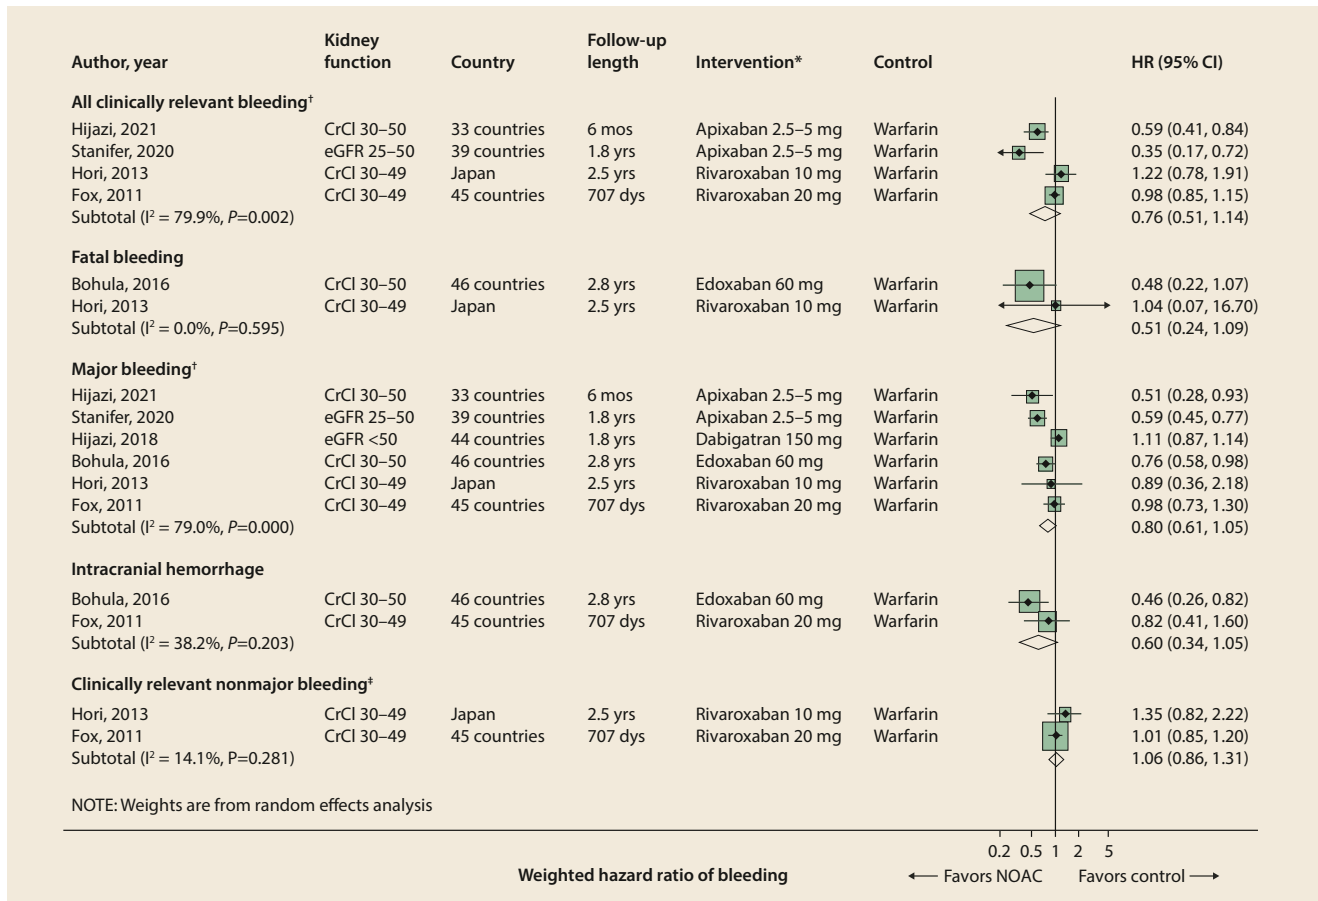 Author, year Kidney function Country Follow-up length Intervention* Control HR (95% CI)
All clinically relevant bleeding†
Hijazi, 2021 CrCl 30–50 33 countries 6 mos Apixaban 2.5–5 mg Warfarin 0.59 (0.41, 0.84)
Stanifer, 2020 eGFR 25–50 39 countries 1.8 yrs Apixaban 2.5–5 mg Warfarin 0.35 (0.17, 0.72)
Hori, 2013 CrCl 30–49 Japan 2.5 yrs Rivaroxaban 10 mg Warfarin 1.22 (0.78, 1.91)
Fox, 2011 CrCl 30–49 45 countries 707 dys Rivaroxaban 20 mg Warfarin 0.98 (0.85, 1.15)
Subtotal (I² = 79.9%, P=0.002) 0.76 (0.51, 1.14)
Fatal bleeding
Bohula, 2016 CrCl 30–50 46 countries 2.8 yrs Edoxaban 60 mg Warfarin 0.48 (0.22, 1.07)
Hori, 2013 CrCl 30–49 Japan 2.5 yrs Rivaroxaban 10 mg Warfarin 1.04 (0.07, 16.70)
Subtotal (I² = 0.0%, P=0.595) 0.51 (0.24, 1.09)
Major bleeding†
Hijazi, 2021 CrCl 30–50 33 countries 6 mos Apixaban 2.5–5 mg Warfarin 0.51 (0.28, 0.93)
Stanifer, 2020 eGFR 25–50 39 countries 1.8 yrs Apixaban 2.5–5 mg Warfarin 0.59 (0.45, 0.77)
Hijazi, 2018 eGFR <50 44 countries 1.8 yrs Dabigatran 150 mg Warfarin 1.11 (0.87, 1.14)
Bohula, 2016 CrCl 30–50 46 countries 2.8 yrs Edoxaban 60 mg Warfarin 0.76 (0.58, 0.98)
Hori, 2013 CrCl 30–49 Japan 2.5 yrs Rivaroxaban 10 mg Warfarin 0.89 (0.36, 2.18)
Fox, 2011 CrCl 30–49 45 countries 707 dys Rivaroxaban 20 mg Warfarin 0.98 (0.73, 1.30)
Subtotal (I² = 79.0%, P=0.000) 0.80 (0.61, 1.05)
Intracranial hemorrhage
Bohula, 2016 CrCl 30–50 46 countries 2.8 yrs Edoxaban 60 mg Warfarin 0.46 (0.26, 0.82)
Fox, 2011 CrCl 30–49 45 countries 707 dys Rivaroxaban 20 mg Warfarin 0.82 (0.41, 1.60)
Subtotal (I² = 38.2%, P=0.203) 0.60 (0.34, 1.05)
Clinically relevant nonmajor bleeding‡
Hori, 2013 CrCl 30–49 Japan 2.5 yrs Rivaroxaban 10 mg Warfarin 1.35 (0.82, 2.22)
Fox, 2011 CrCl 30–49 45 countries 707 dys Rivaroxaban 20 mg Warfarin 1.01 (0.85, 1.20)
Subtotal (I² = 14.1%, P=0.281) 1.06 (0.86, 1.31)
NOTE: Weights are from random effects analysis
0.2 0.5 1 2 5
Weighted hazard ratio of bleeding Favors NOAC Favors control